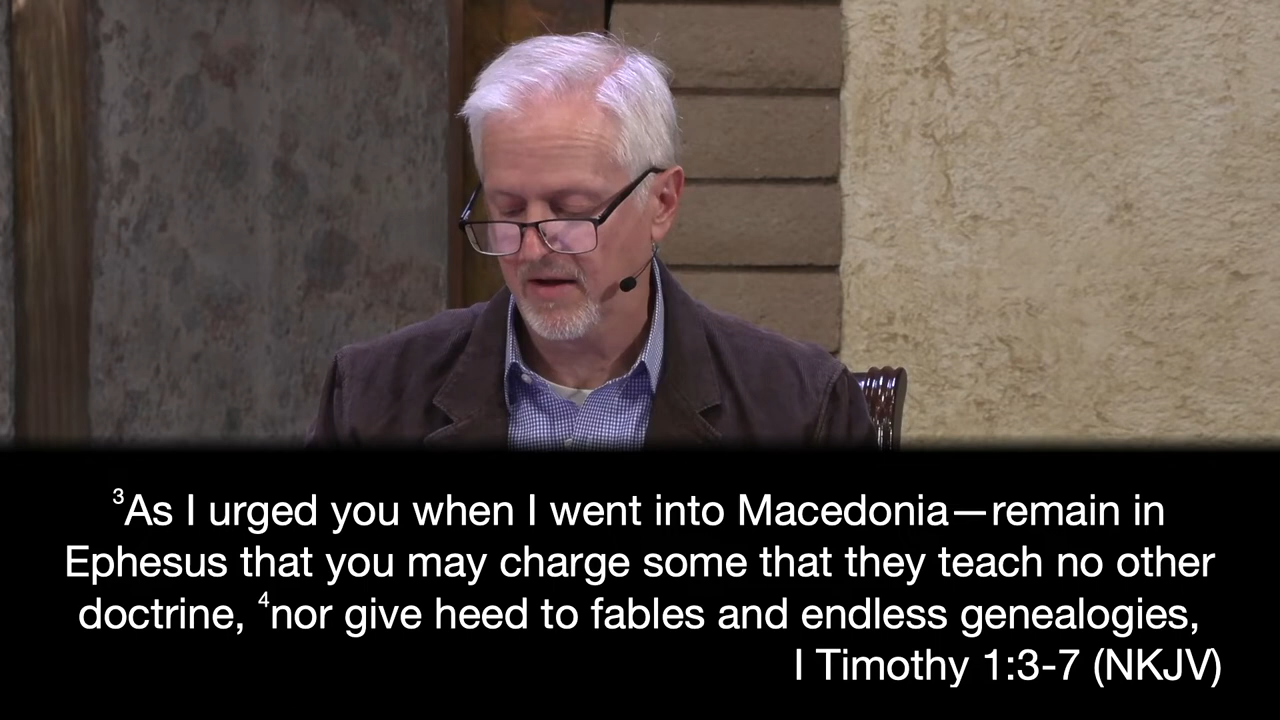 ³As I urged you when I went into Macedonia—remain in
Ephesus that you may charge some that they teach no other
doctrine, ⁴nor give heed to fables and endless genealogies,
I Timothy 1:3-7 (NKJV)